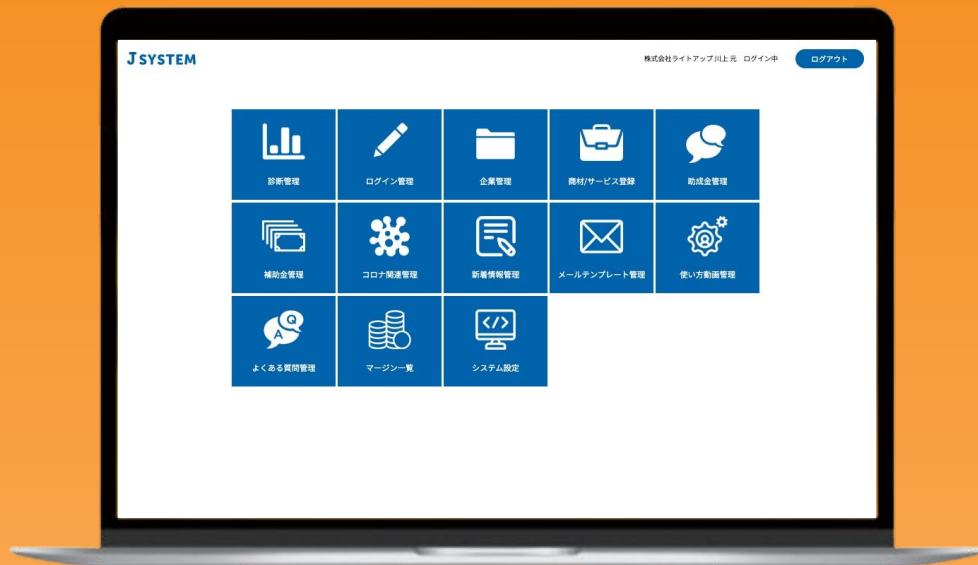 J SYSTEM
株式会社ライトアップ 川上 元 ログイン中
ログアウト
診断管理
ログイン管理
企業管理
商材/サービス登録
助成金管理
補助金管理
コロナ関連管理
新着情報管理
メールテンプレート管理
使い方動画管理
Q
A
よくある質問管理
マージン一覧
</>
システム設定